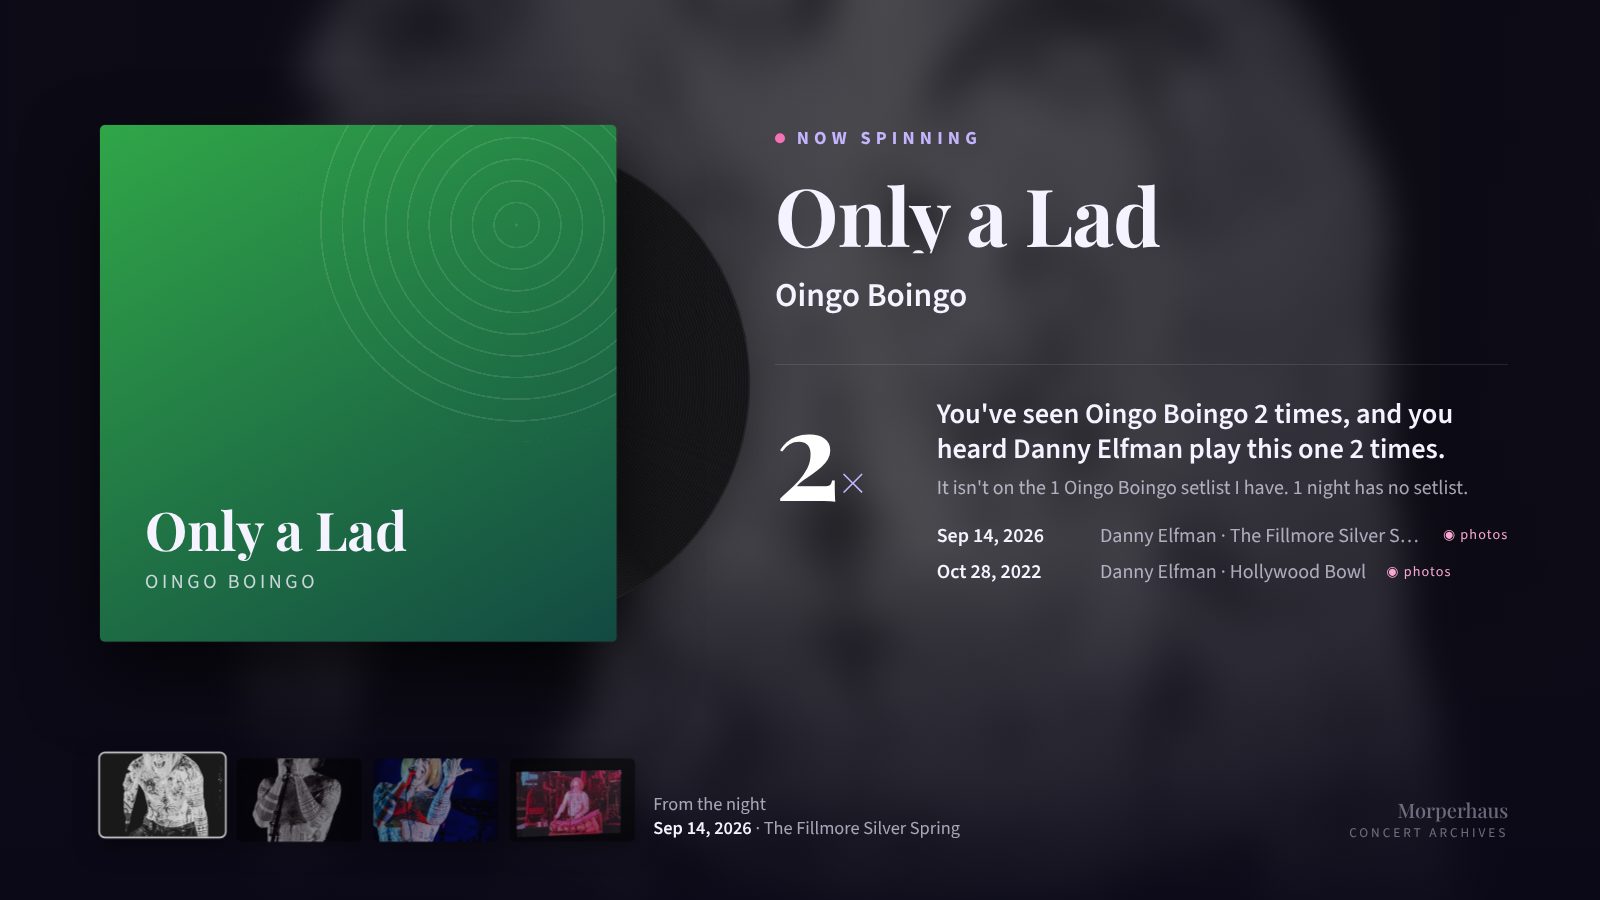 NOW SPINNING
Only a Lad
Oingo Boingo
Only a Lad
OINGO BOINGO
2×
You've seen Oingo Boingo 2 times, and you
heard Danny Elfman play this one 2 times.
It isn't on the 1 Oingo Boingo setlist I have. 1 night has no setlist.
Sep 14, 2026 Danny Elfman · The Fillmore Silver S… ◉ photos
Oct 28, 2022 Danny Elfman · Hollywood Bowl ◉ photos
From the night
Sep 14, 2026 · The Fillmore Silver Spring
Morperhaus
CONCERT ARCHIVES